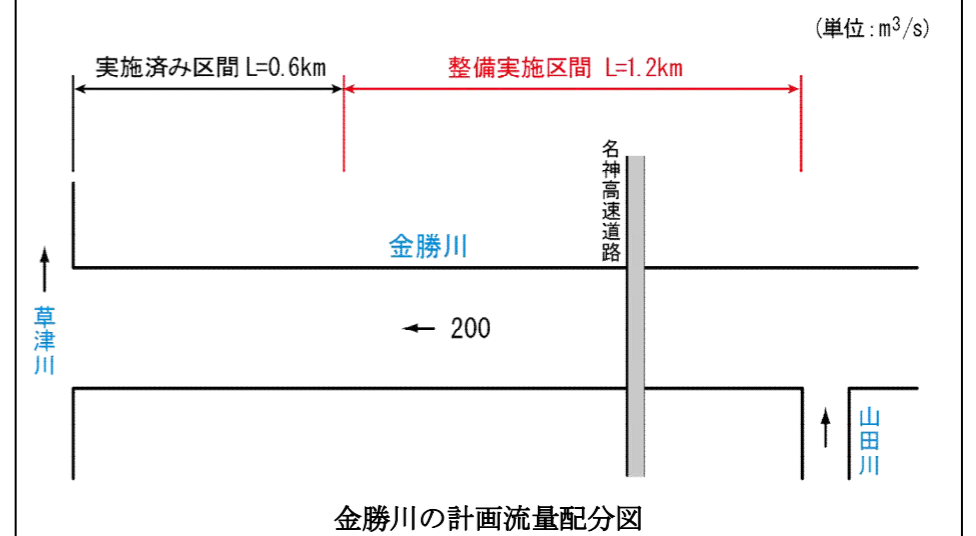 (単位:m³/s)
実施済み区間 L=0.6km
整備実施区間 L=1.2km
名神高速道路
金勝川
草津川
← 200
山田川
金勝川の計画流量配分図